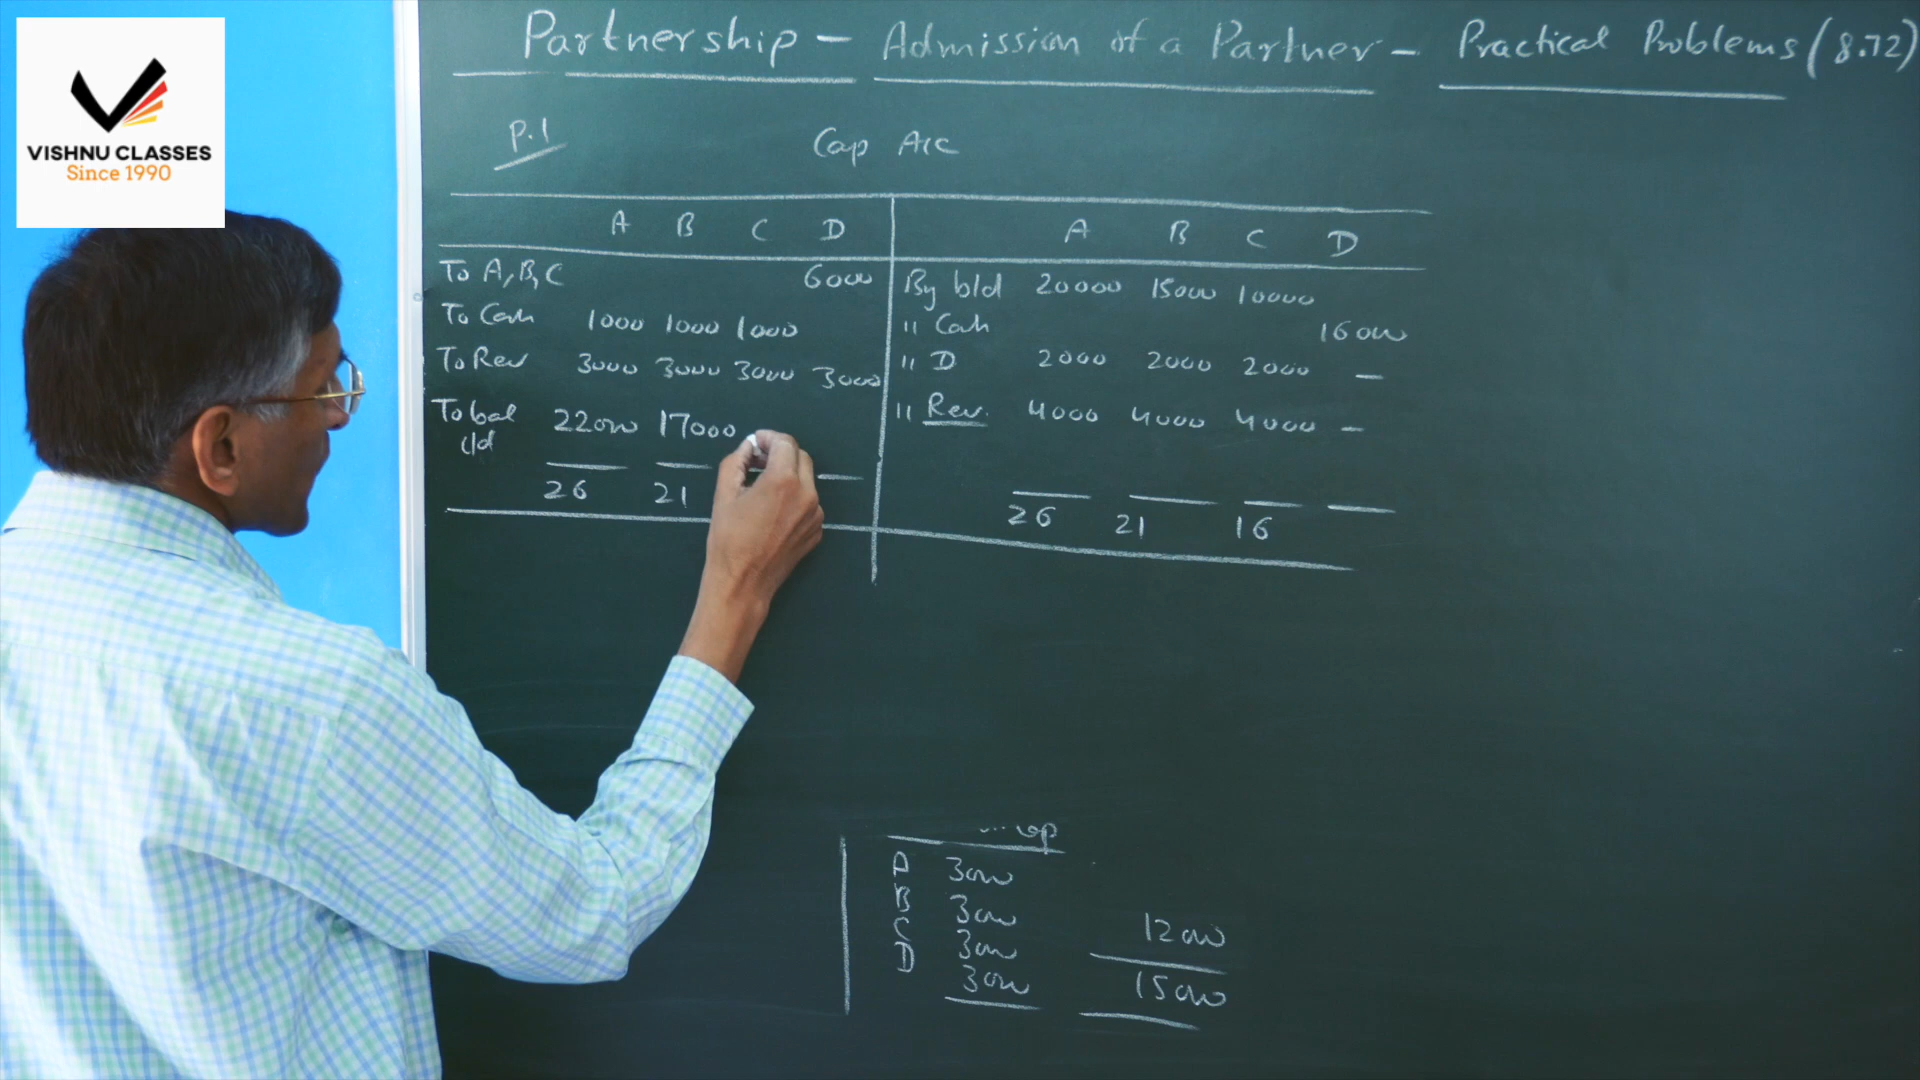 VISHNU CLASSES
Since 1990
Partnership - Admission of a Partner - Practical Problems (8.72)
P.1
Cap A/c
A B C D A B C D
To A, B, C 6000 By b/d 20000 15000 10000
To Cash 1000 1000 1000 " Cash 16000
To Rev 3000 3000 3000 3000 " D 2000 2000 2000 -
To bal c/d 22000 17000 " Rev. 4000 4000 4000 -
26 21 26 21 16
A 3000
B 3000 12000
C 3000
D 3000 15000